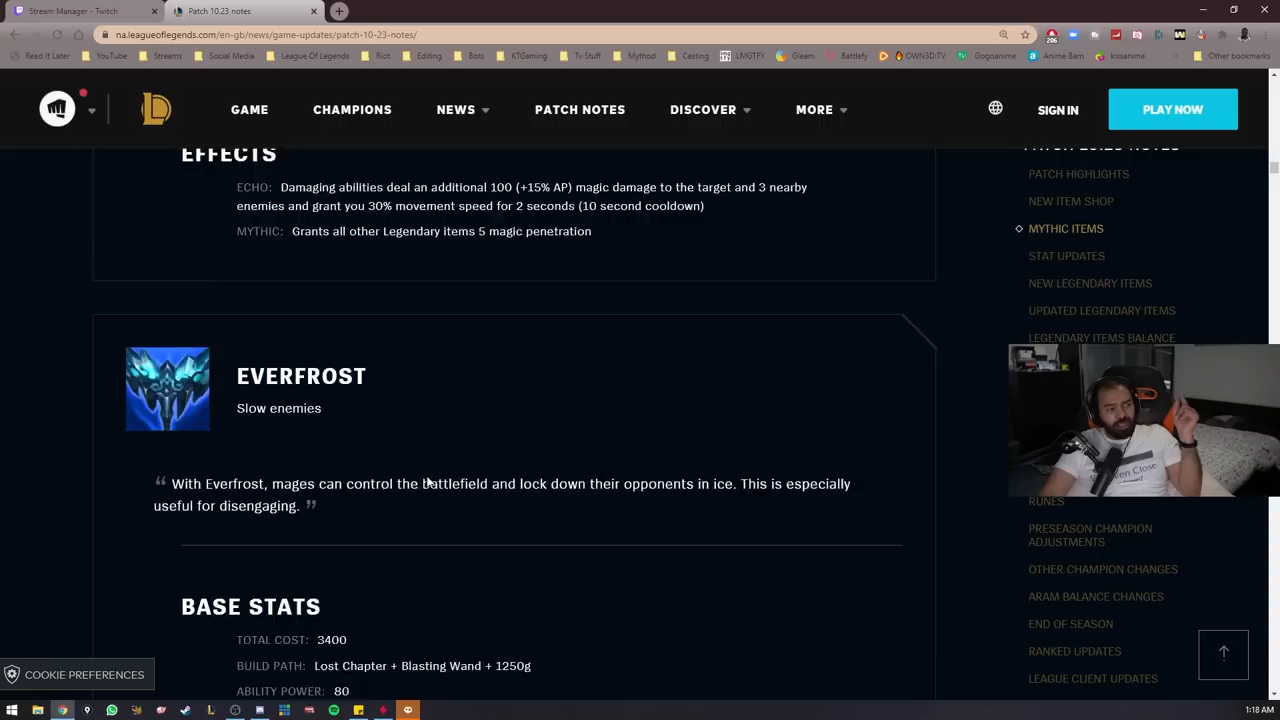 Stream Manager - Twitch
Patch 10.23 notes
na.leagueoflegends.com/en-gb/news/game-updates/patch-10-23-notes/
206
Read It Later YouTube Streams Social Media League Of Legends Riot Editing Bots KTGaming Tv Stuff Mythod Casting LMGTFY Gleam Battlefy OWN3D:TV Gogoanime Anime Bam kissanime Other bookmarks
GAME CHAMPIONS NEWS PATCH NOTES DISCOVER MORE SIGN IN PLAY NOW
EFFECTS
ECHO: Damaging abilities deal an additional 100 (+15% AP) magic damage to the target and 3 nearby
enemies and grant you 30% movement speed for 2 seconds (10 second cooldown)
MYTHIC: Grants all other Legendary items 5 magic penetration
EVERFROST
Slow enemies
“ With Everfrost, mages can control the battlefield and lock down their opponents in ice. This is especially
useful for disengaging. ”
BASE STATS
TOTAL COST: 3400
BUILD PATH: Lost Chapter + Blasting Wand + 1250g
ABILITY POWER: 80
PATCH 10.23 NOTES
PATCH HIGHLIGHTS
NEW ITEM SHOP
MYTHIC ITEMS
STAT UPDATES
NEW LEGENDARY ITEMS
UPDATED LEGENDARY ITEMS
LEGENDARY ITEMS BALANCE
RUNES
PRESEASON CHAMPION
ADJUSTMENTS
OTHER CHAMPION CHANGES
ARAM BALANCE CHANGES
END OF SEASON
RANKED UPDATES
LEAGUE CLIENT UPDATES
COOKIE PREFERENCES
1:18 AM